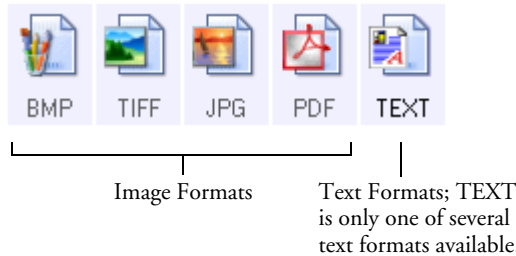 BMP TIFF JPG PDF TEXT
Image Formats
Text Formats; TEXT
is only one of several
text formats available